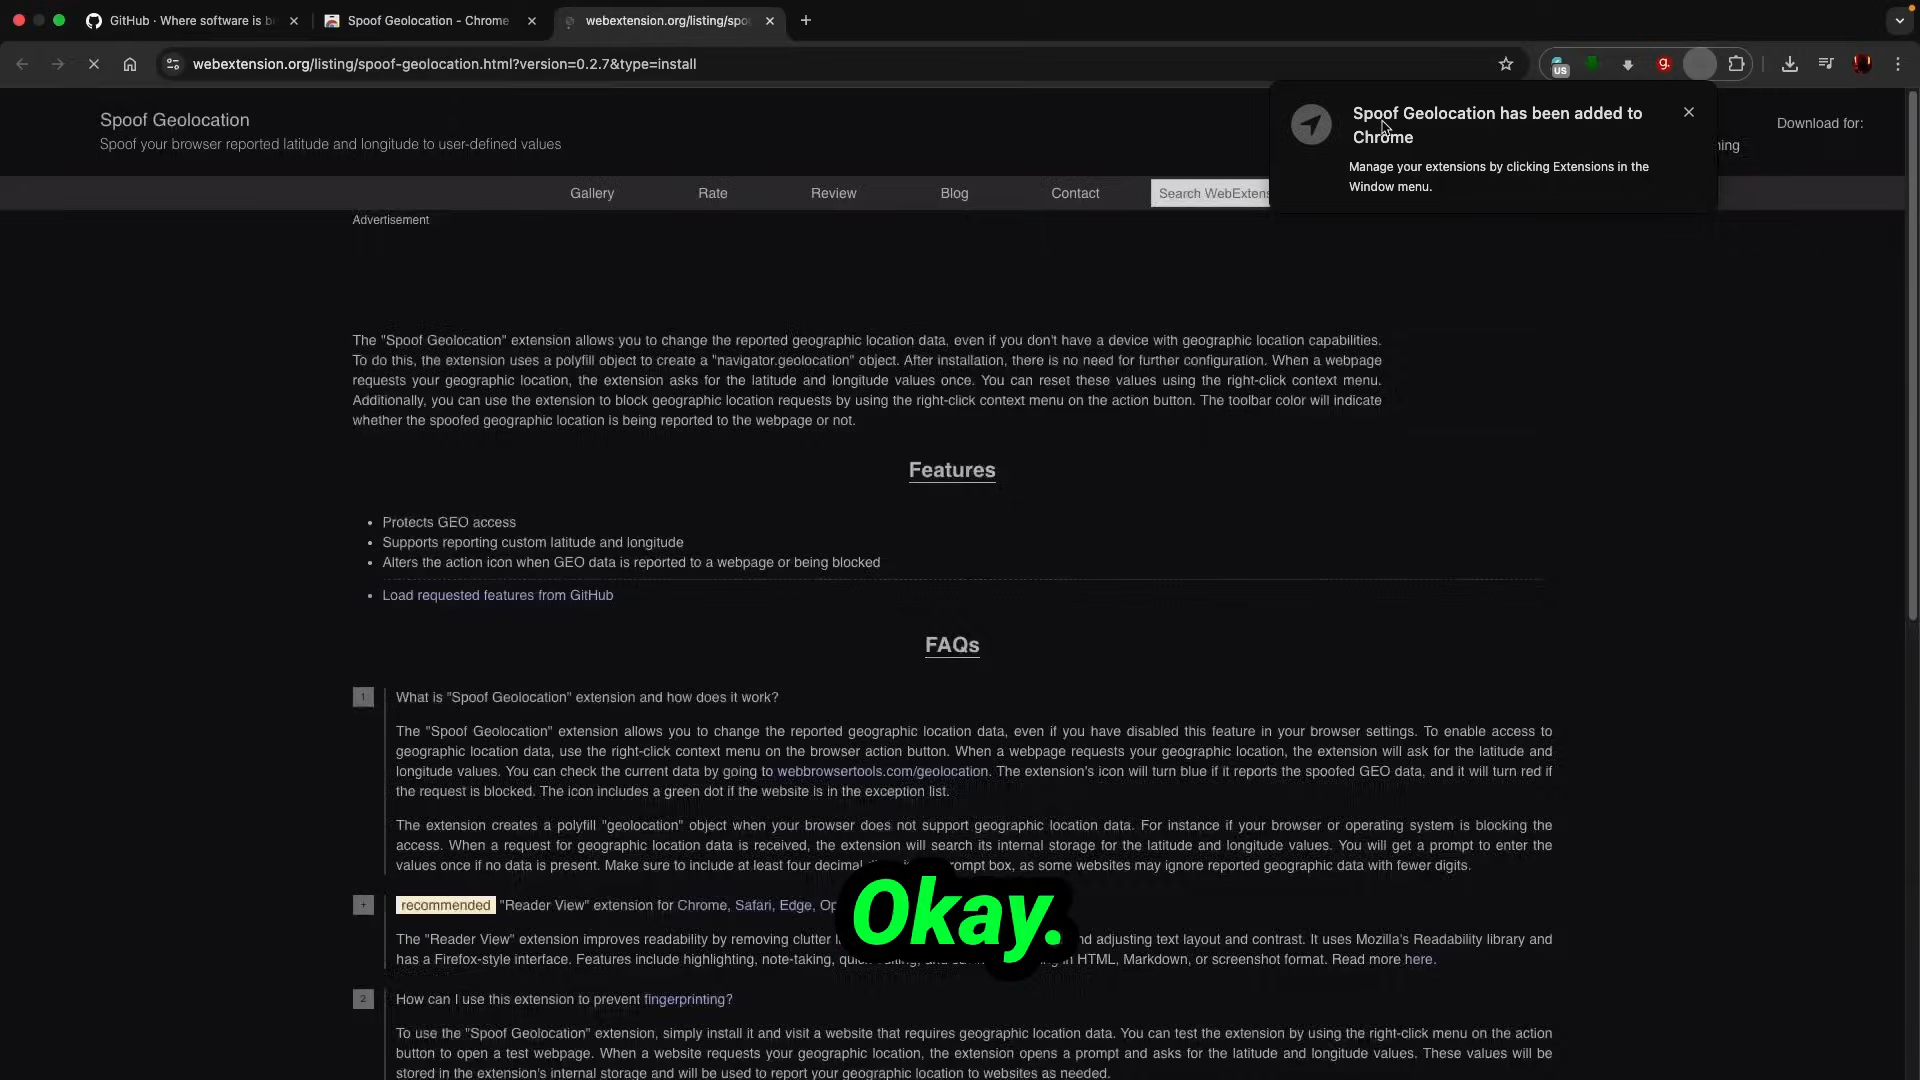 GitHub · Where software is b
Spoof Geolocation - Chrome
webextension.org/listing/spo
webextension.org/listing/spoof-geolocation.html?version=0.2.7&type=install
US
g.
Spoof Geolocation
Spoof your browser reported latitude and longitude to user-defined values
Spoof Geolocation has been added to
Chrome
Manage your extensions by clicking Extensions in the
Window menu.
Download for:
Gallery
Rate
Review
Blog
Contact
Search WebExtens
Advertisement
The "Spoof Geolocation" extension allows you to change the reported geographic location data, even if you don't have a device with geographic location capabilities.
To do this, the extension uses a polyfill object to create a "navigator.geolocation" object. After installation, there is no need for further configuration. When a webpage
requests your geographic location, the extension asks for the latitude and longitude values once. You can reset these values using the right-click context menu.
Additionally, you can use the extension to block geographic location requests by using the right-click context menu on the action button. The toolbar color will indicate
whether the spoofed geographic location is being reported to the webpage or not.
Features
• Protects GEO access
• Supports reporting custom latitude and longitude
• Alters the action icon when GEO data is reported to a webpage or being blocked
• Load requested features from GitHub
FAQs
1
What is "Spoof Geolocation" extension and how does it work?
The "Spoof Geolocation" extension allows you to change the reported geographic location data, even if you have disabled this feature in your browser settings. To enable access to
geographic location data, use the right-click context menu on the browser action button. When a webpage requests your geographic location, the extension will ask for the latitude and
longitude values. You can check the current data by going to webbrowsertools.com/geolocation. The extension's icon will turn blue if it reports the spoofed GEO data, and it will turn red if
the request is blocked. The icon includes a green dot if the website is in the exception list.
The extension creates a polyfill "geolocation" object when your browser does not support geographic location data. For instance if your browser or operating system is blocking the
access. When a request for geographic location data is received, the extension will search its internal storage for the latitude and longitude values. You will get a prompt to enter the
values once if no data is present. Make sure to include at least four decimal prompt box, as some websites may ignore reported geographic data with fewer digits.
+
recommended "Reader View" extension for Chrome, Safari, Edge, Op
Okay.
The "Reader View" extension improves readability by removing clutter nd adjusting text layout and contrast. It uses Mozilla's Readability library and
has a Firefox-style interface. Features include highlighting, note-taking, in HTML, Markdown, or screenshot format. Read more here.
2
How can I use this extension to prevent fingerprinting?
To use the "Spoof Geolocation" extension, simply install it and visit a website that requires geographic location data. You can test the extension by using the right-click menu on the action
button to open a test webpage. When a website requests your geographic location, the extension opens a prompt and asks for the latitude and longitude values. These values will be
stored in the extension's internal storage and will be used to report your geographic location to websites as needed.